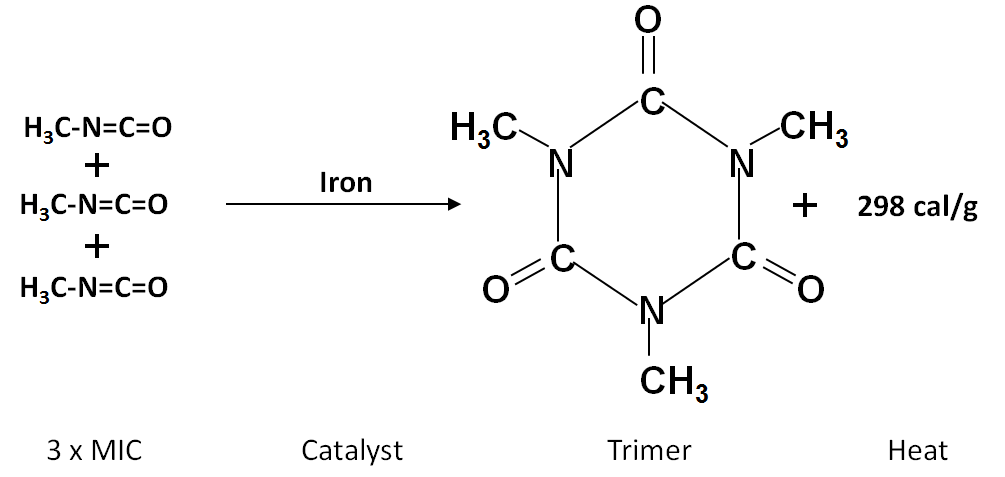 O
H₃C-N=C=O
+
H₃C-N=C=O
+
H₃C-N=C=O
Iron
C
H₃C
CH₃
N
N
C
C
O
O
N
CH₃
+
298 cal/g
3 x MIC
Catalyst
Trimer
Heat